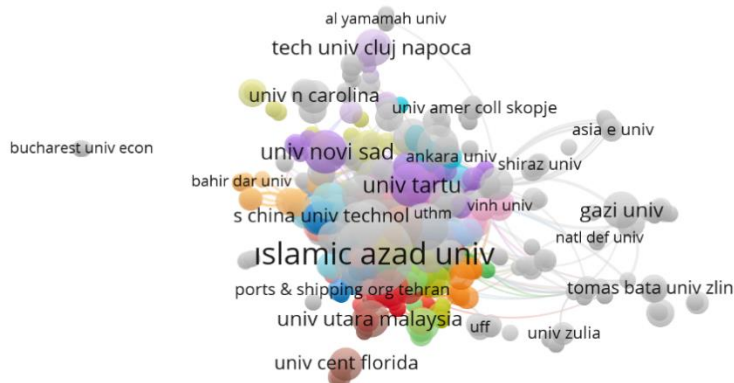 al yamamah univ
tech univ cluj napoca
univ n carolina
univ amer coll skopje
asia e univ
bucharest univ econ
univ novi sad
ankara univ
shiraz univ
bahir dar univ
univ tartu
s china univ technol
uthm
vinh univ
gazi univ
natl def univ
ıslamic azad univ
ports & shipping org tehran
tomas bata univ zlin
univ utara malaysia
uff
univ zulia
univ cent florida